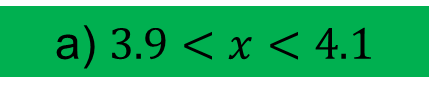 a) 3.9 < x < 4.1